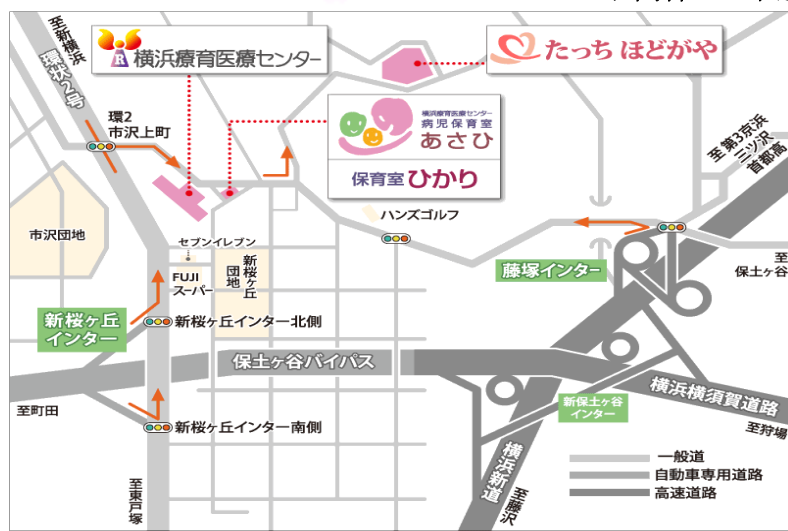 至新横浜
環状2号
R
横浜療育医療センター
たっち ほどがや
環2
市沢上町
横浜療育医療センター
病児保育室
あさひ
保育室ひかり
至第3京浜
三ツ沢
首都高
市沢団地
ハンズゴルフ
セブンイレブン
FUJI
スーパー
新桜ヶ丘
団地
藤塚インター
至
保土ヶ谷
新桜ヶ丘
インター
新桜ヶ丘インター北側
保土ヶ谷バイパス
至町田
新桜ヶ丘インター南側
新保土ヶ谷
インター
横浜横須賀道路
至狩場
横浜新道
至藤沢
至東戸塚
一般道
自動車専用道路
高速道路